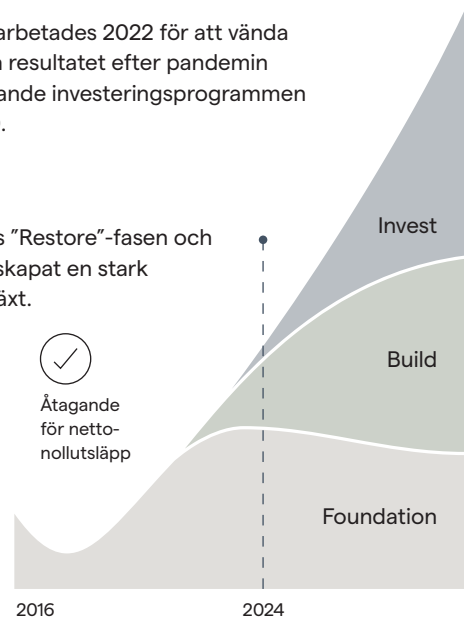 arbetades 2022 för att vända
resultatet efter pandemin
ande investeringsprogrammen
s ”Restore”-fasen och
skapat en stark
äxt.
Invest
Build
Åtagande
för netto-
nollutsläpp
Foundation
2016
2024